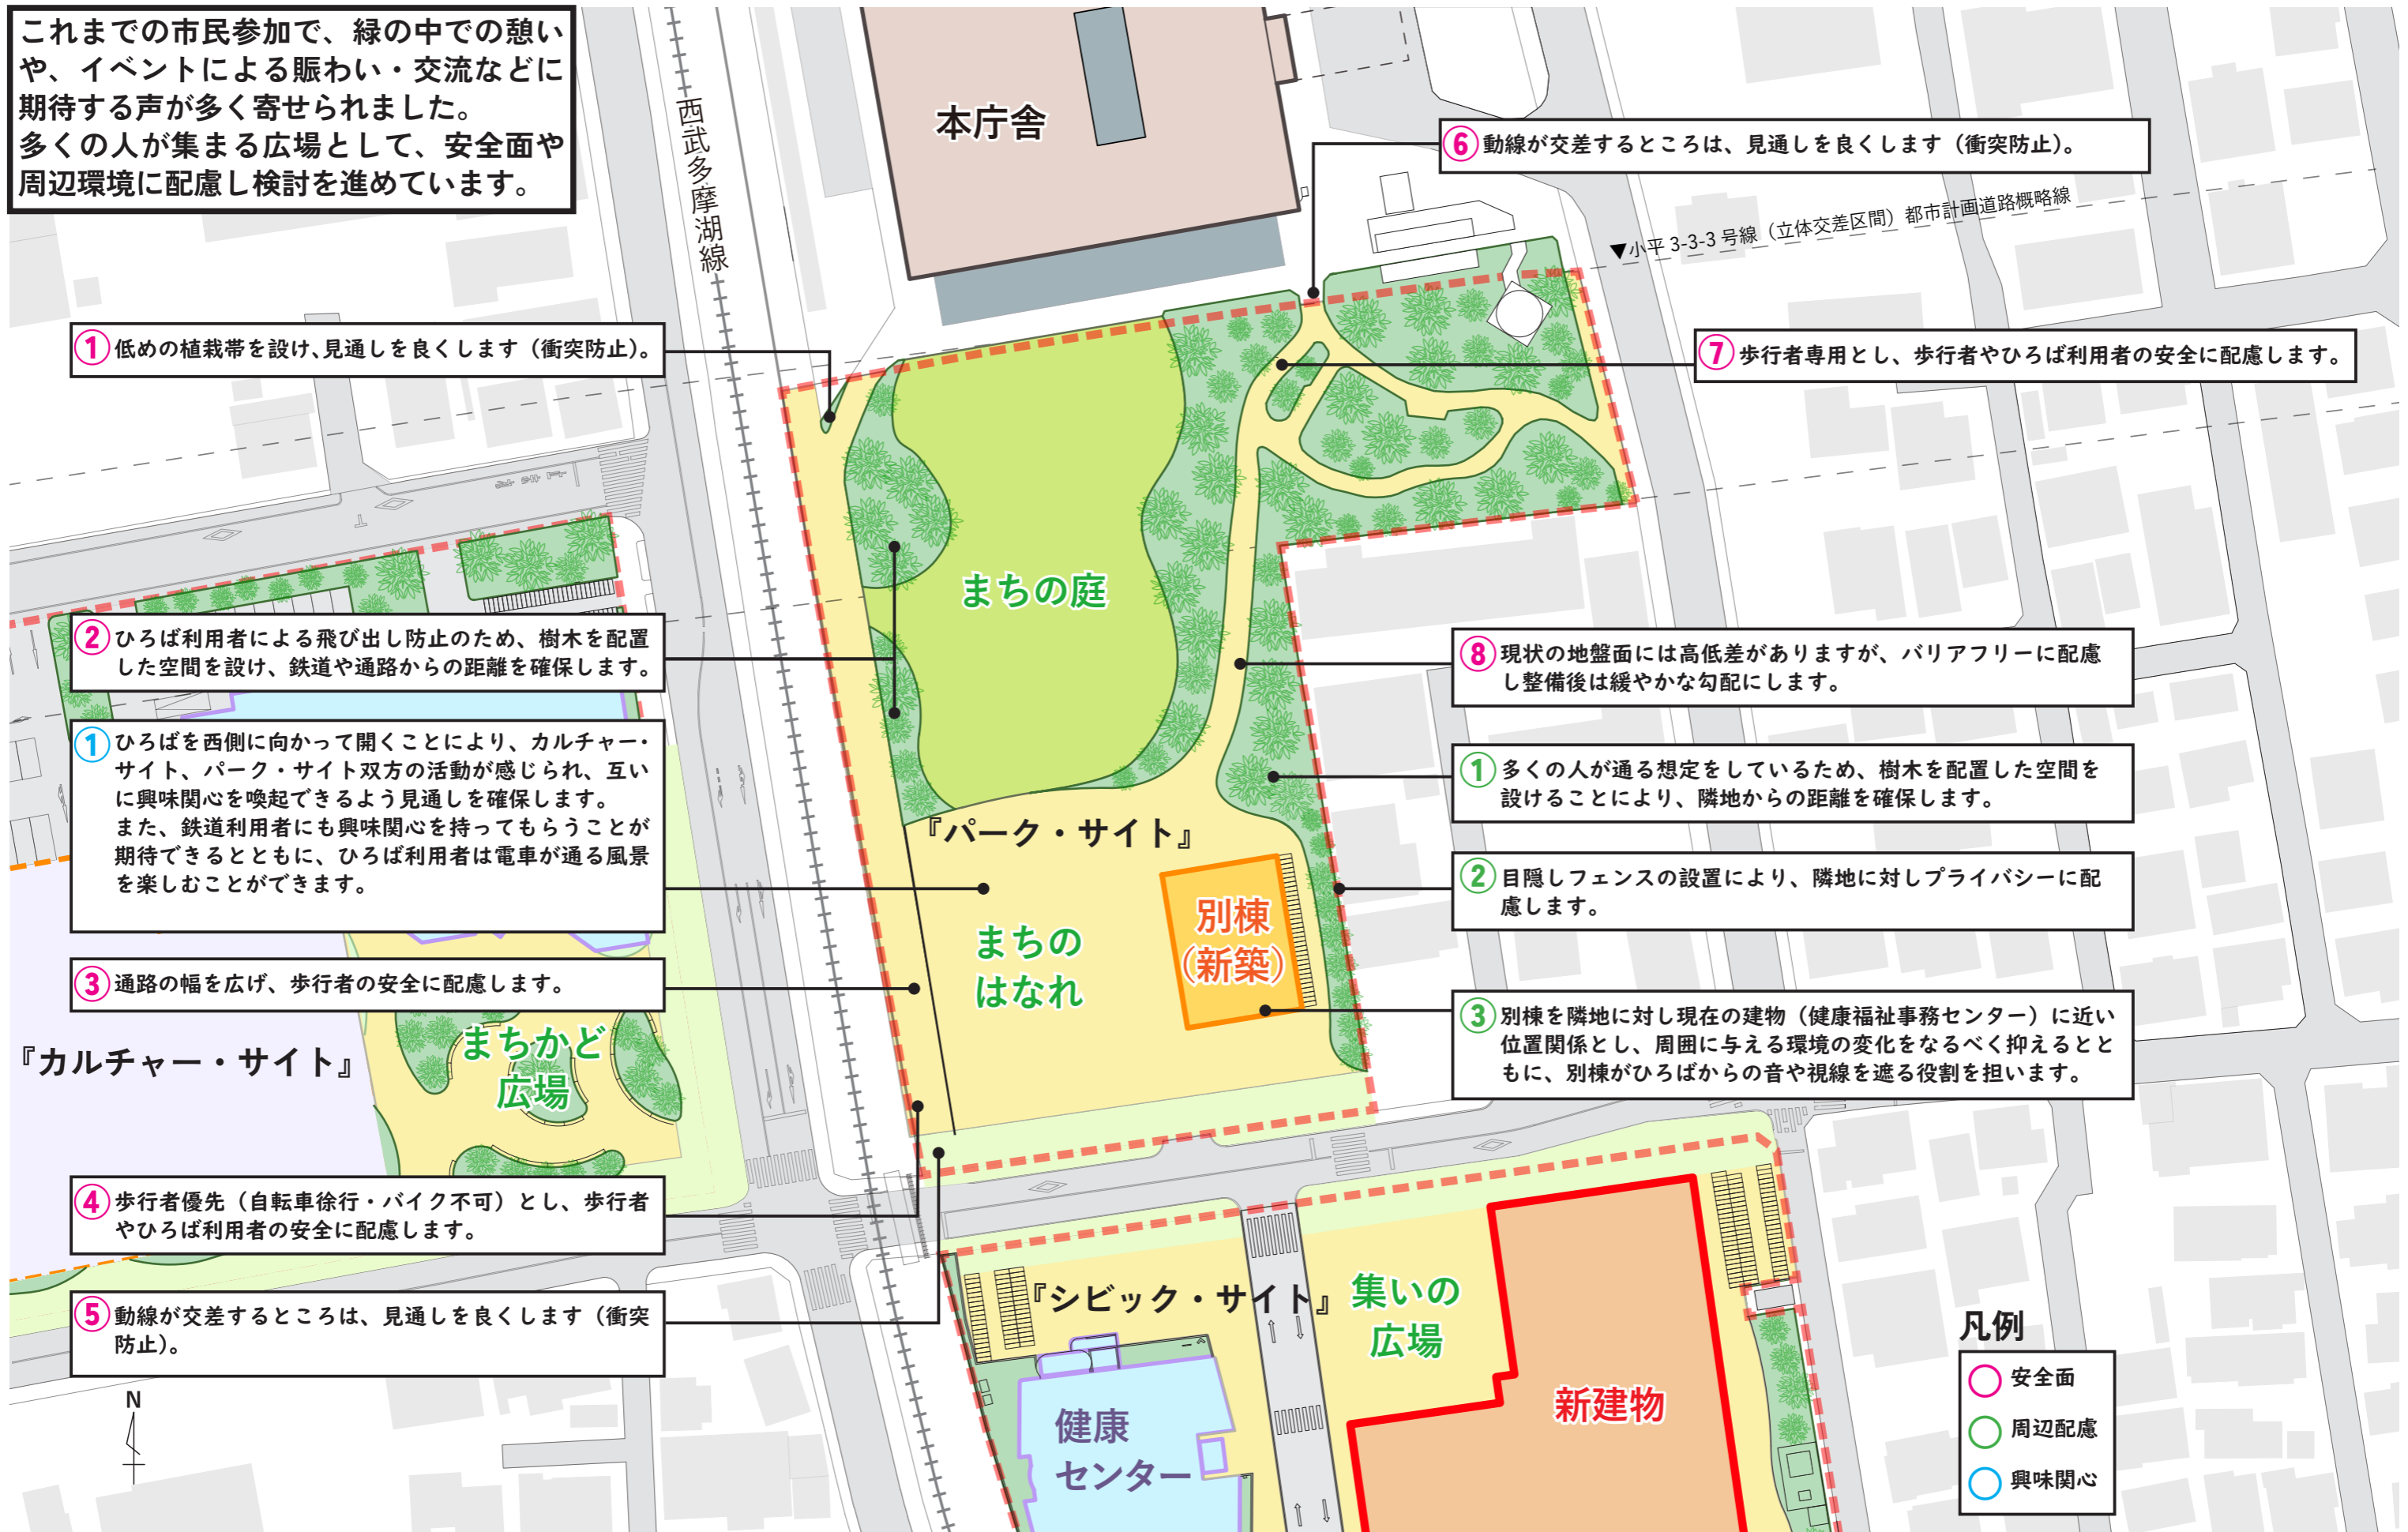 これまでの市民参加で、緑の中での憩い
や、イベントによる賑わい・交流などに
期待する声が多く寄せられました。
多くの人が集まる広場として、安全面や
周辺環境に配慮し検討を進めています。
西武多摩湖線
本庁舎
⑥ 動線が交差するところは、見通しを良くします（衝突防止）。
▼小平 3-3-3 号線（立体交差区間）都市計画道路概略線
① 低めの植栽帯を設け、見通しを良くします（衝突防止）。
⑦ 歩行者専用とし、歩行者やひろば利用者の安全に配慮します。
まちの庭
② ひろば利用者による飛び出し防止のため、樹木を配置
した空間を設け、鉄道や通路からの距離を確保します。
⑧ 現状の地盤面には高低差がありますが、バリアフリーに配慮
し整備後は緩やかな勾配にします。
① ひろばを西側に向かって開くことにより、カルチャー・
サイト、パーク・サイト双方の活動が感じられ、互い
に興味関心を喚起できるよう見通しを確保します。
また、鉄道利用者にも興味関心を持ってもらうことが
期待できるとともに、ひろば利用者は電車が通る風景
を楽しむことができます。
① 多くの人が通る想定をしているため、樹木を配置した空間を
設けることにより、隣地からの距離を確保します。
『パーク・サイト』
② 目隠しフェンスの設置により、隣地に対しプライバシーに配
慮します。
別棟
（新築）
まちの
はなれ
③ 通路の幅を広げ、歩行者の安全に配慮します。
③ 別棟を隣地に対し現在の建物（健康福祉事務センター）に近い
位置関係とし、周囲に与える環境の変化をなるべく抑えるとと
もに、別棟がひろばからの音や視線を遮る役割を担います。
『カルチャー・サイト』
まちかど
広場
④ 歩行者優先（自転車徐行・バイク不可）とし、歩行者
やひろば利用者の安全に配慮します。
⑤ 動線が交差するところは、見通しを良くします（衝突
防止）。
『シビック・サイト』
集いの
広場
新建物
健康
センター
N
凡例
安全面
周辺配慮
興味関心